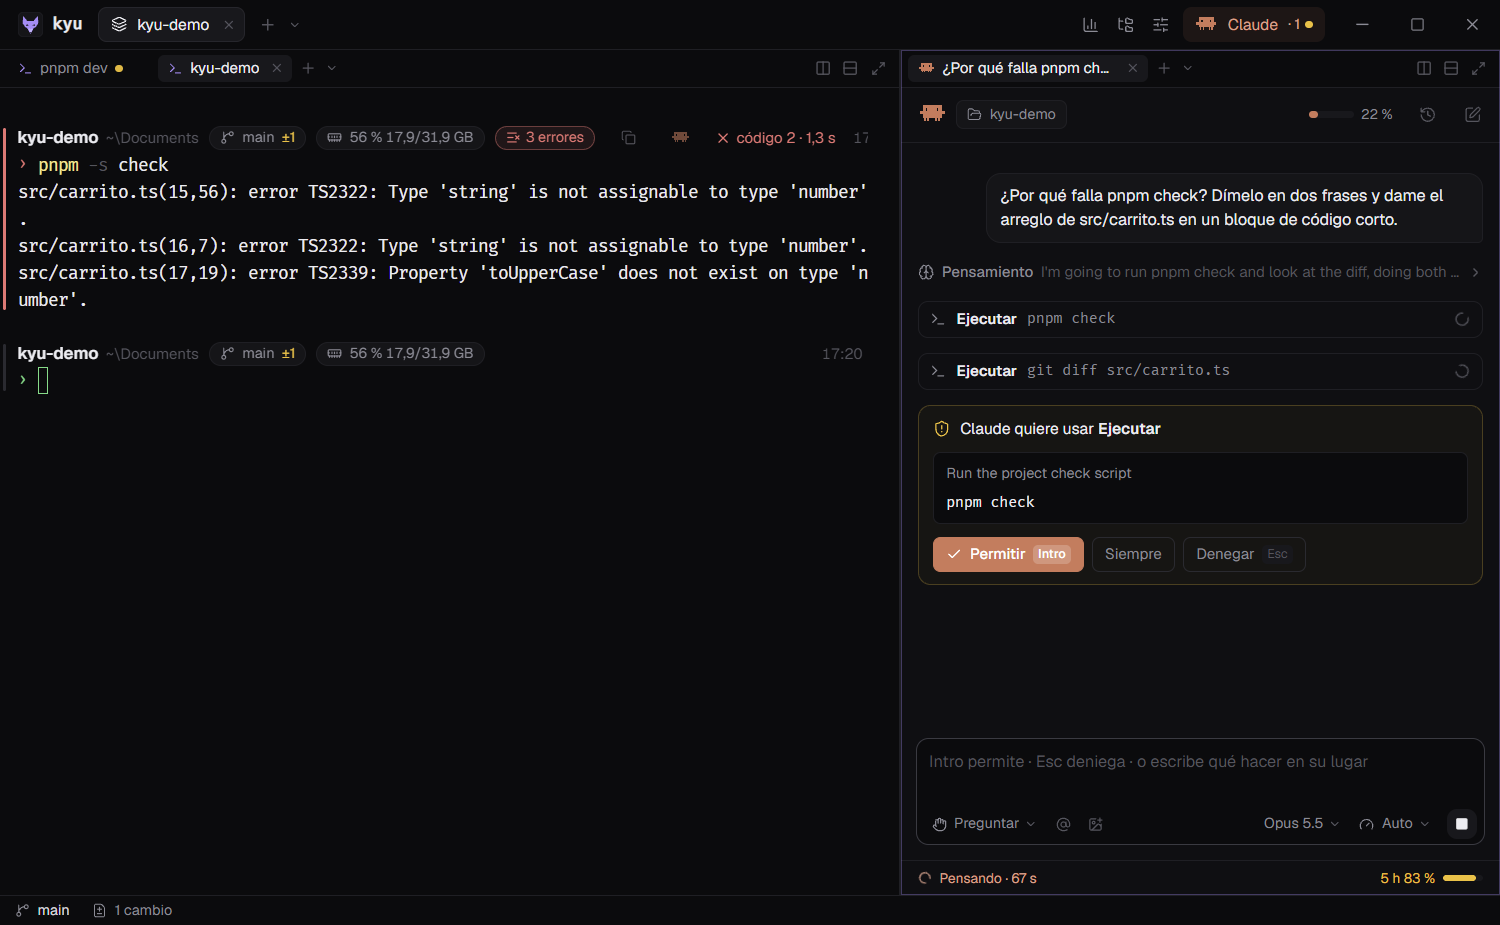 kyu
kyu-demo
Claude · 1
pnpm dev
kyu-demo
¿Por qué falla pnpm ch...
kyu-demo ~\Documents main ±1 56 % 17,9/31,9 GB 3 errores código 2 · 1,3 s 17
› pnpm -s check
src/carrito.ts(15,56): error TS2322: Type 'string' is not assignable to type 'number'
.
src/carrito.ts(16,7): error TS2322: Type 'string' is not assignable to type 'number'.
src/carrito.ts(17,19): error TS2339: Property 'toUpperCase' does not exist on type 'n
umber'.
kyu-demo ~\Documents main ±1 56 % 17,9/31,9 GB 17:20
›
kyu-demo
22 %
¿Por qué falla pnpm check? Dímelo en dos frases y dame el
arreglo de src/carrito.ts en un bloque de código corto.
Pensamiento I'm going to run pnpm check and look at the diff, doing both ...
Ejecutar pnpm check
Ejecutar git diff src/carrito.ts
Claude quiere usar Ejecutar
Run the project check script
pnpm check
Permitir Intro
Siempre
Denegar Esc
Intro permite · Esc deniega · o escribe qué hacer en su lugar
Preguntar
Opus 5.5
Auto
Pensando · 67 s
5 h 83 %
main
1 cambio